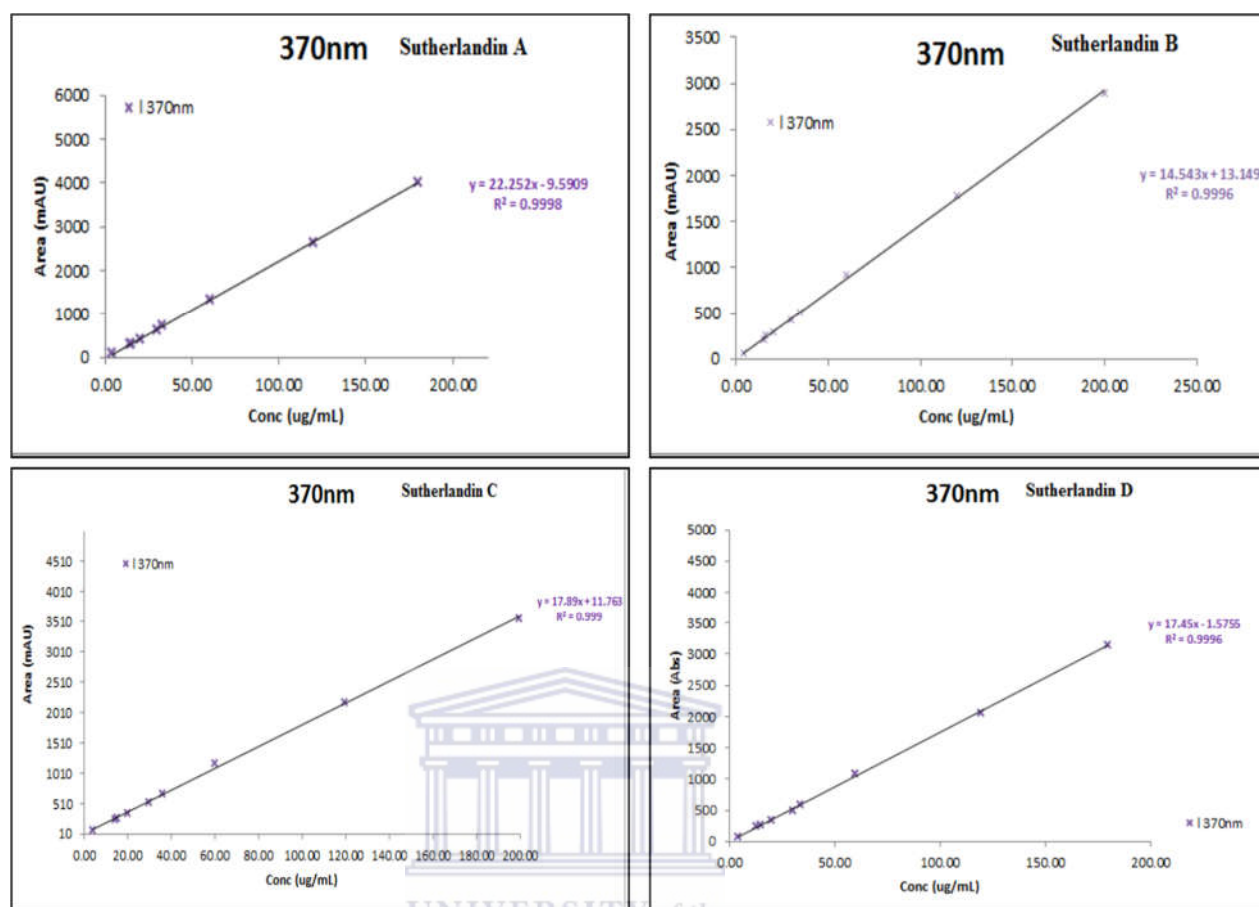 370nm Sutherlandin A
6000
5000
4000
3000
2000
1000
0
Area (mAU)
l 370nm
y = 22.252x - 9.5909
R² = 0.9998
0.00 50.00 100.00 150.00 200.00
Conc (ug/mL)
370nm Sutherlandin B
3500
3000
2500
2000
1500
1000
500
0
Area (mAU)
l 370nm
y = 14.543x + 13.149
R² = 0.9996
0.00 50.00 100.00 150.00 200.00 250.00
Conc (ug/mL)
370nm Sutherlandin C
4510
4010
3510
3010
2510
2010
1510
1010
510
10
Area (mAU)
l 370nm
y = 17.89x + 11.763
R² = 0.999
0.00 20.00 40.00 60.00 80.00 100.00 120.00 140.00 160.00 180.00 200.00
Conc (ug/mL)
370nm Sutherlandin D
5000
4500
4000
3500
3000
2500
2000
1500
1000
500
0
Area (Abs)
y = 17.45x - 1.5755
R² = 0.9996
l 370nm
0.00 50.00 100.00 150.00 200.00
Conc (ug/mL)
UNIVERSITY of the